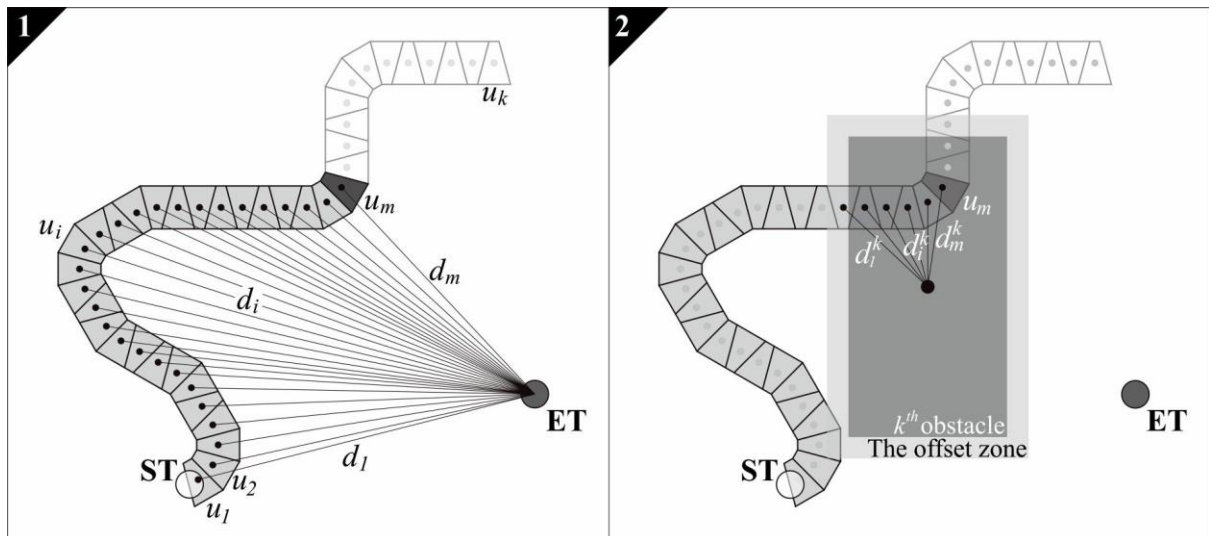 1
u_k
u_m
u_i
d_m
d_i
ET
d_1
ST
u_2
u_1
2
u_m
d_l^k
d_i^k
d_m^k
k^th obstacle
The offset zone
ET
ST